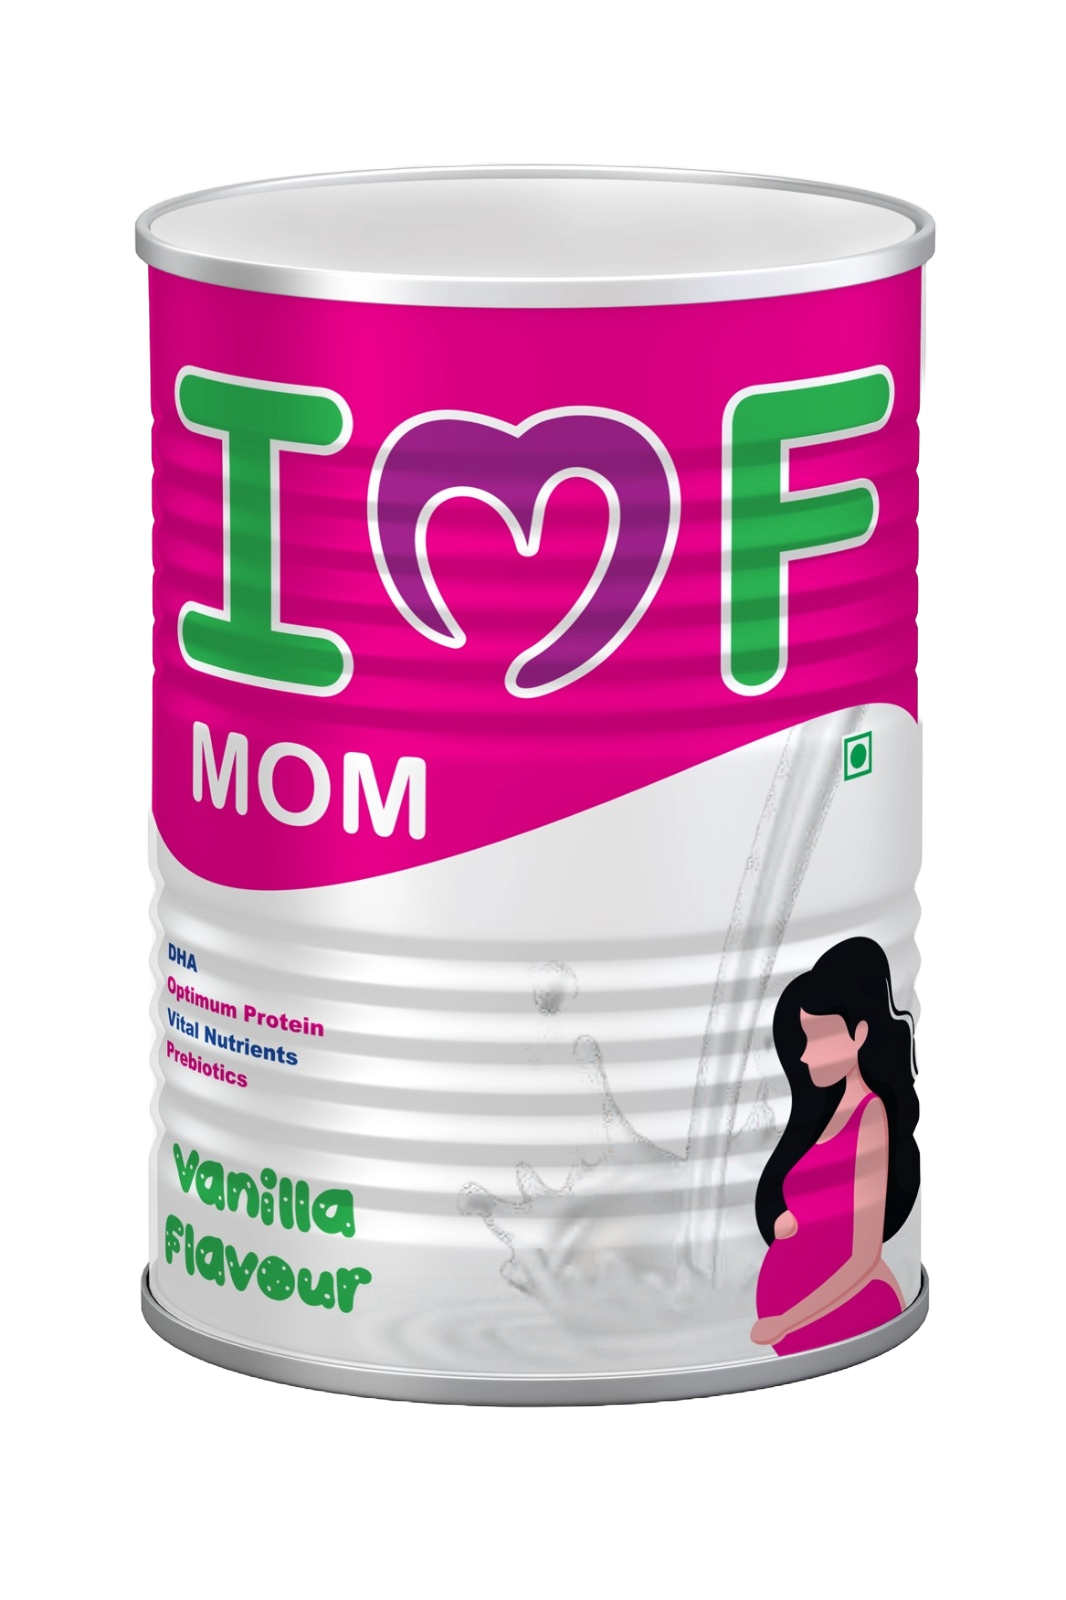 IMF
MOM
DHA
Optimum Protein
Vital Nutrients
Prebiotics
vanilla
flavour